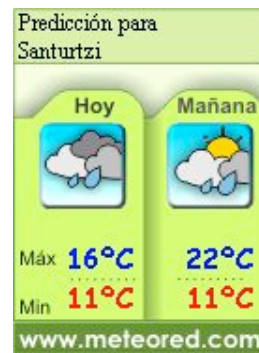 Predicción para
Santurtzi
Hoy Mañana
Máx 16°C 22°C
Min 11°C 11°C
www.meteored.com